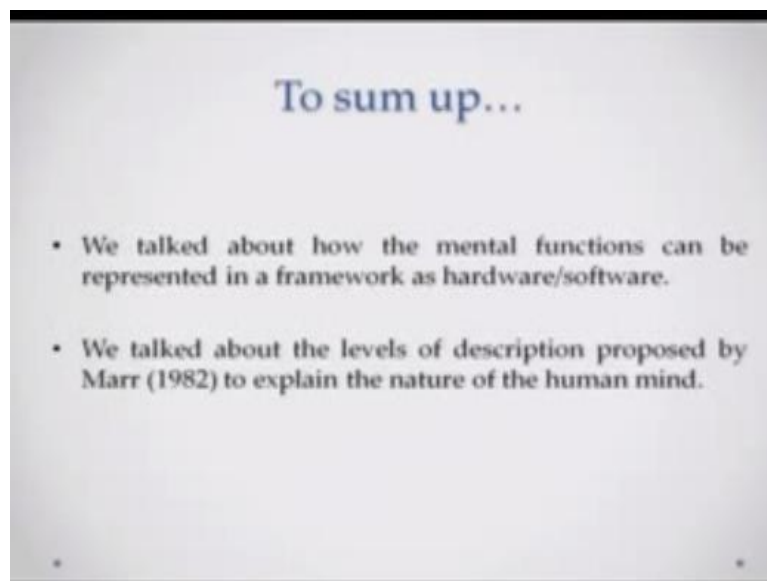 To sum up...
• We talked about how the mental functions can be
represented in a framework as hardware/software.
• We talked about the levels of description proposed by
Marr (1982) to explain the nature of the human mind.